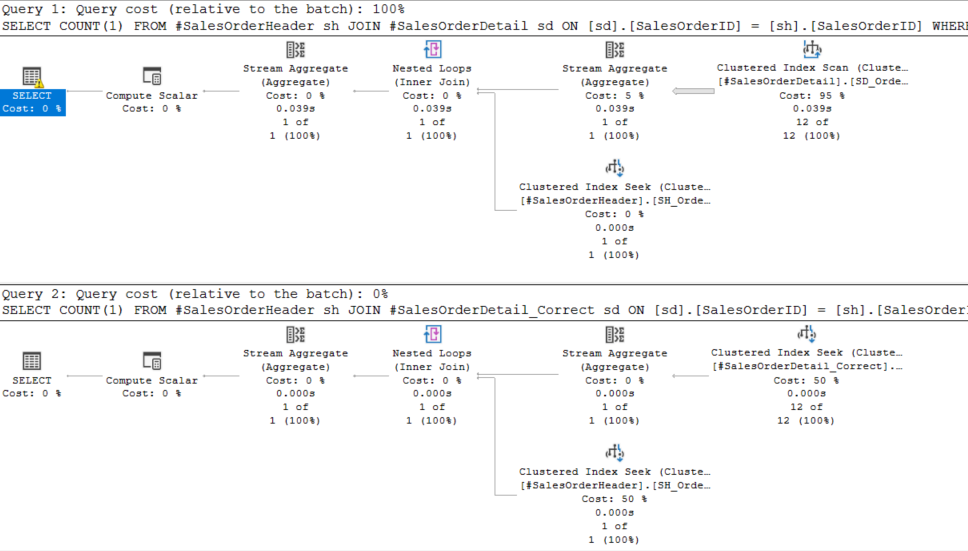 Query 1: Query cost (relative to the batch): 100%
SELECT COUNT(1) FROM #SalesOrderHeader sh JOIN #SalesOrderDetail sd ON [sd].[SalesOrderID] = [sh].[SalesOrderID] WHERE
SELECT
Cost: 0 %
Compute Scalar
Cost: 0 %
Stream Aggregate
(Aggregate)
Cost: 0 %
0.039s
1 of
1 (100%)
Nested Loops
(Inner Join)
Cost: 0 %
0.039s
1 of
1 (100%)
Stream Aggregate
(Aggregate)
Cost: 5 %
0.039s
1 of
1 (100%)
Clustered Index Scan (Cluste…
[#SalesOrderDetail].[SD_Orde…
Cost: 95 %
0.039s
12 of
12 (100%)
Clustered Index Seek (Cluste…
[#SalesOrderHeader].[SH_Orde…
Cost: 0 %
0.000s
1 of
1 (100%)
Query 2: Query cost (relative to the batch): 0%
SELECT COUNT(1) FROM #SalesOrderHeader sh JOIN #SalesOrderDetail_Correct sd ON [sd].[SalesOrderID] = [sh].[SalesOrderI
SELECT
Cost: 0 %
Compute Scalar
Cost: 0 %
Stream Aggregate
(Aggregate)
Cost: 0 %
0.000s
1 of
1 (100%)
Nested Loops
(Inner Join)
Cost: 0 %
0.000s
1 of
1 (100%)
Stream Aggregate
(Aggregate)
Cost: 0 %
0.000s
1 of
1 (100%)
Clustered Index Seek (Cluste…
[#SalesOrderDetail_Correct].…
Cost: 50 %
0.000s
12 of
12 (100%)
Clustered Index Seek (Cluste…
[#SalesOrderHeader].[SH_Orde…
Cost: 50 %
0.000s
1 of
1 (100%)